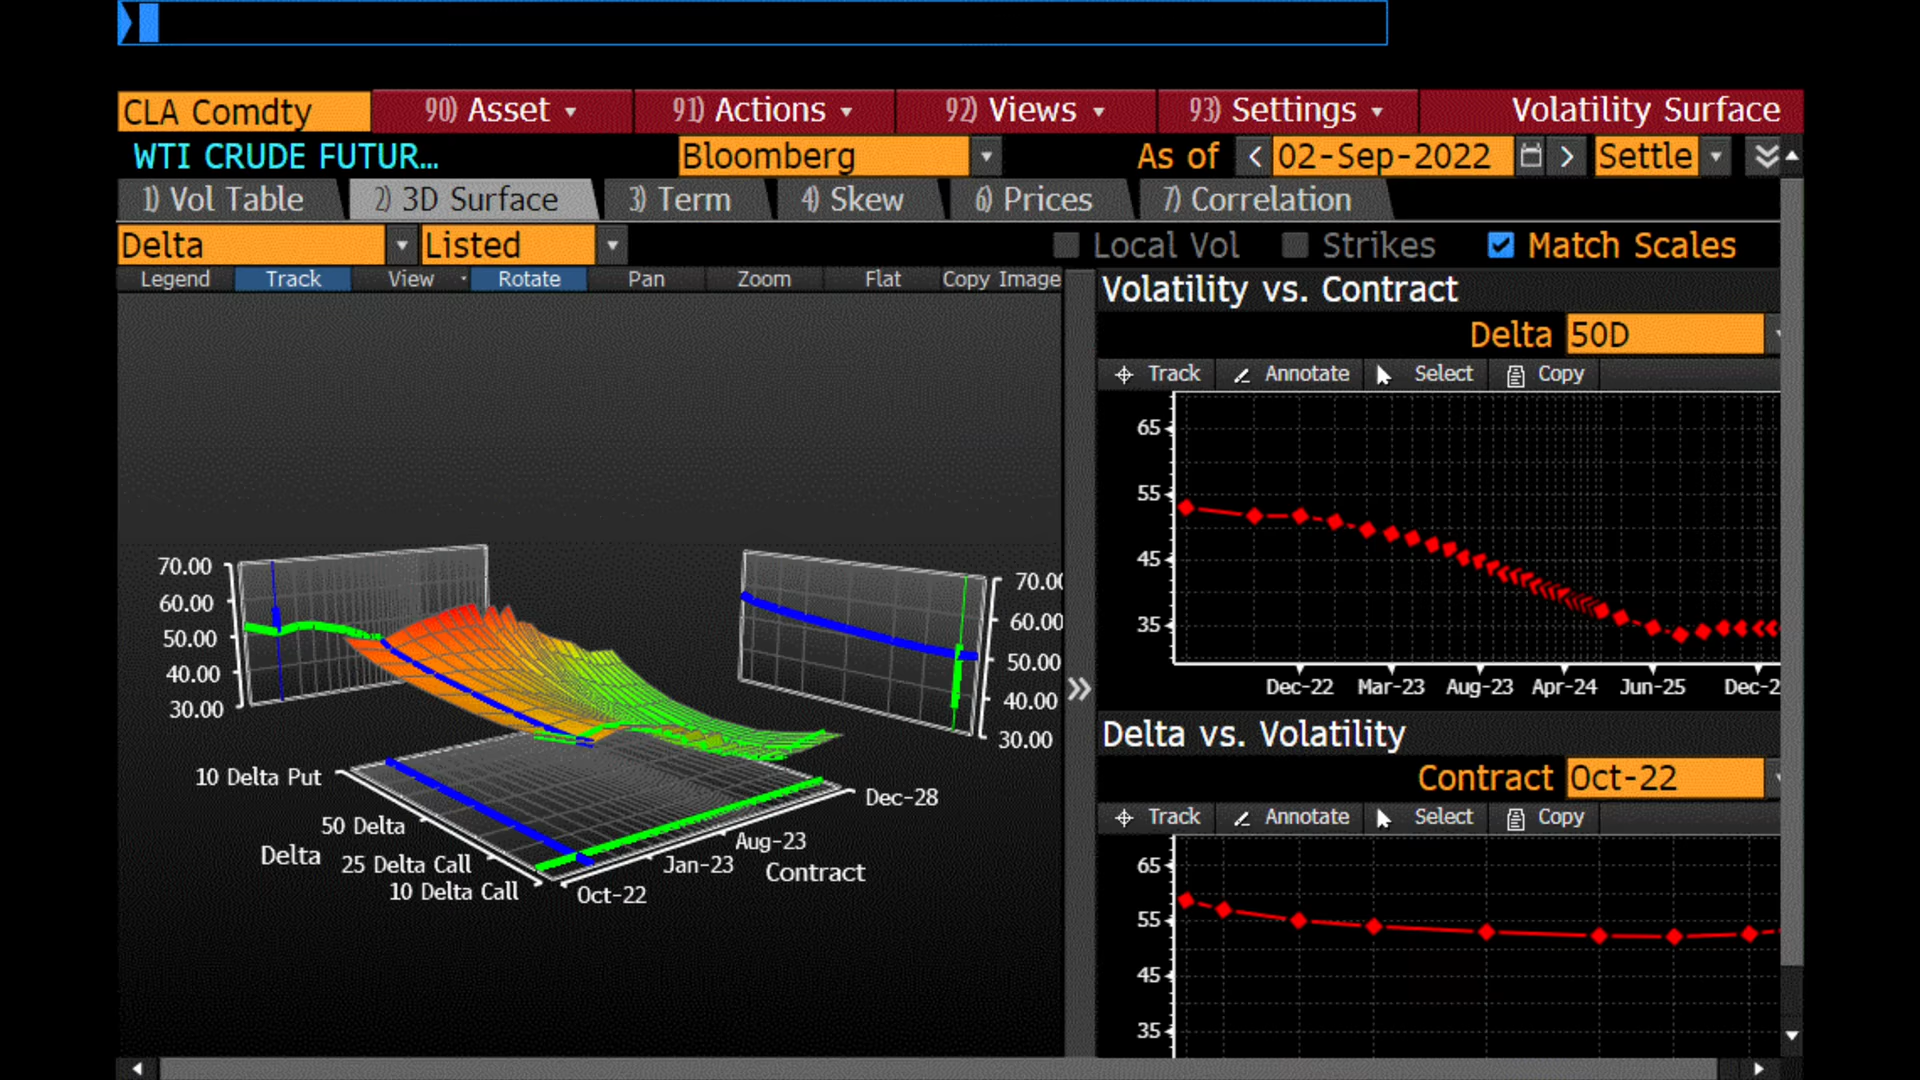 CLA Comdty 90) Asset 91) Actions 92) Views 93) Settings Volatility Surface
WTI CRUDE FUTUR… Bloomberg As of < 02-Sep-2022 > Settle
1) Vol Table 2) 3D Surface 3) Term 4) Skew 6) Prices 7) Correlation
Delta Listed Local Vol Strikes Match Scales
Legend Track View Rotate Pan Zoom Flat Copy Image
Volatility vs. Contract
Delta 50D
Track Annotate Select Copy
65
55
45
35
Dec-22 Mar-23 Aug-23 Apr-24 Jun-25 Dec-2
70.00
60.00
50.00
40.00
30.00
70.00
60.00
50.00
40.00
30.00
10 Delta Put
50 Delta
25 Delta Call
10 Delta Call
Delta
Oct-22
Jan-23
Aug-23
Dec-28
Contract
Delta vs. Volatility
Contract Oct-22
Track Annotate Select Copy
65
55
45
35